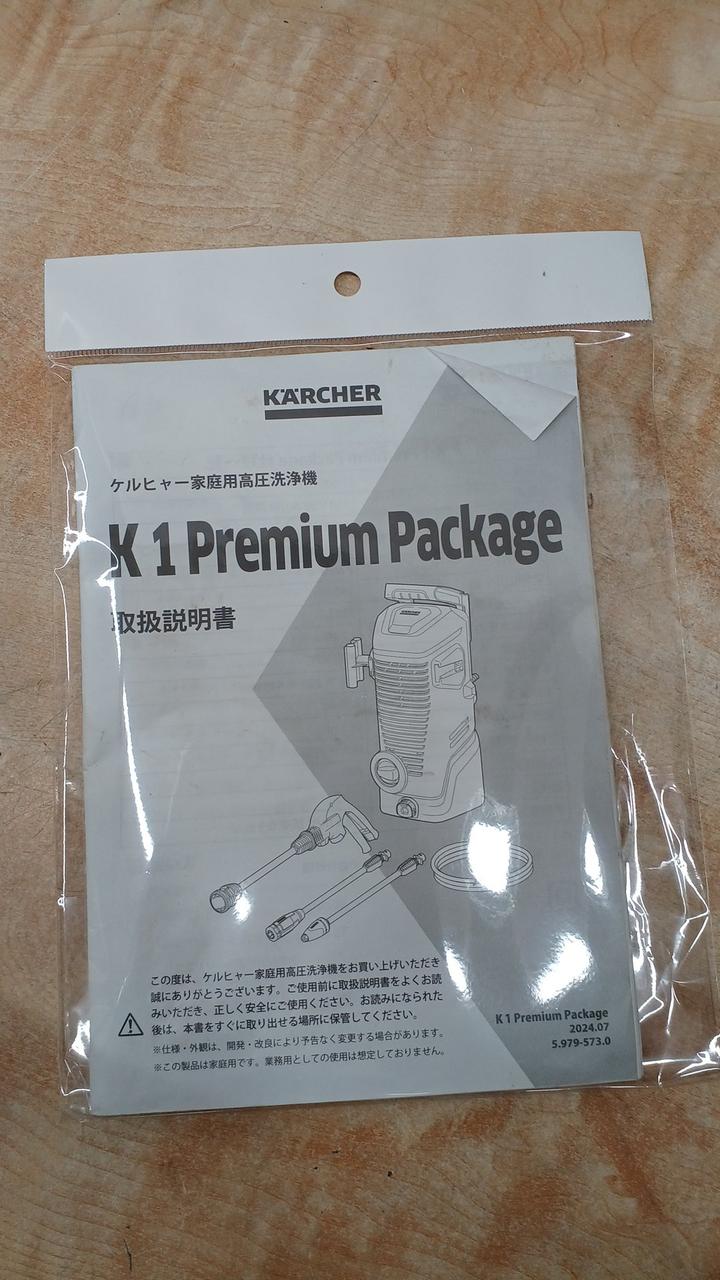 KÄRCHER
ケルヒャー家庭用高圧洗浄機
K 1 Premium Package
取扱説明書
KÄRCHER
この度は、ケルヒャー家庭用高圧洗浄機をお買い上げいただき
誠にありがとうございます。ご使用前に取扱説明書をよくお読
みいただき、正しく安全にご使用ください。お読みになられた
後は、本書をすぐに取り出せる場所に保管してください。
※仕様・外観は、開発・改良により予告なく変更する場合があります。
※この製品は家庭用です。業務用としての使用は想定しておりません。
K 1 Premium Package
2024.07
5.979-573.0